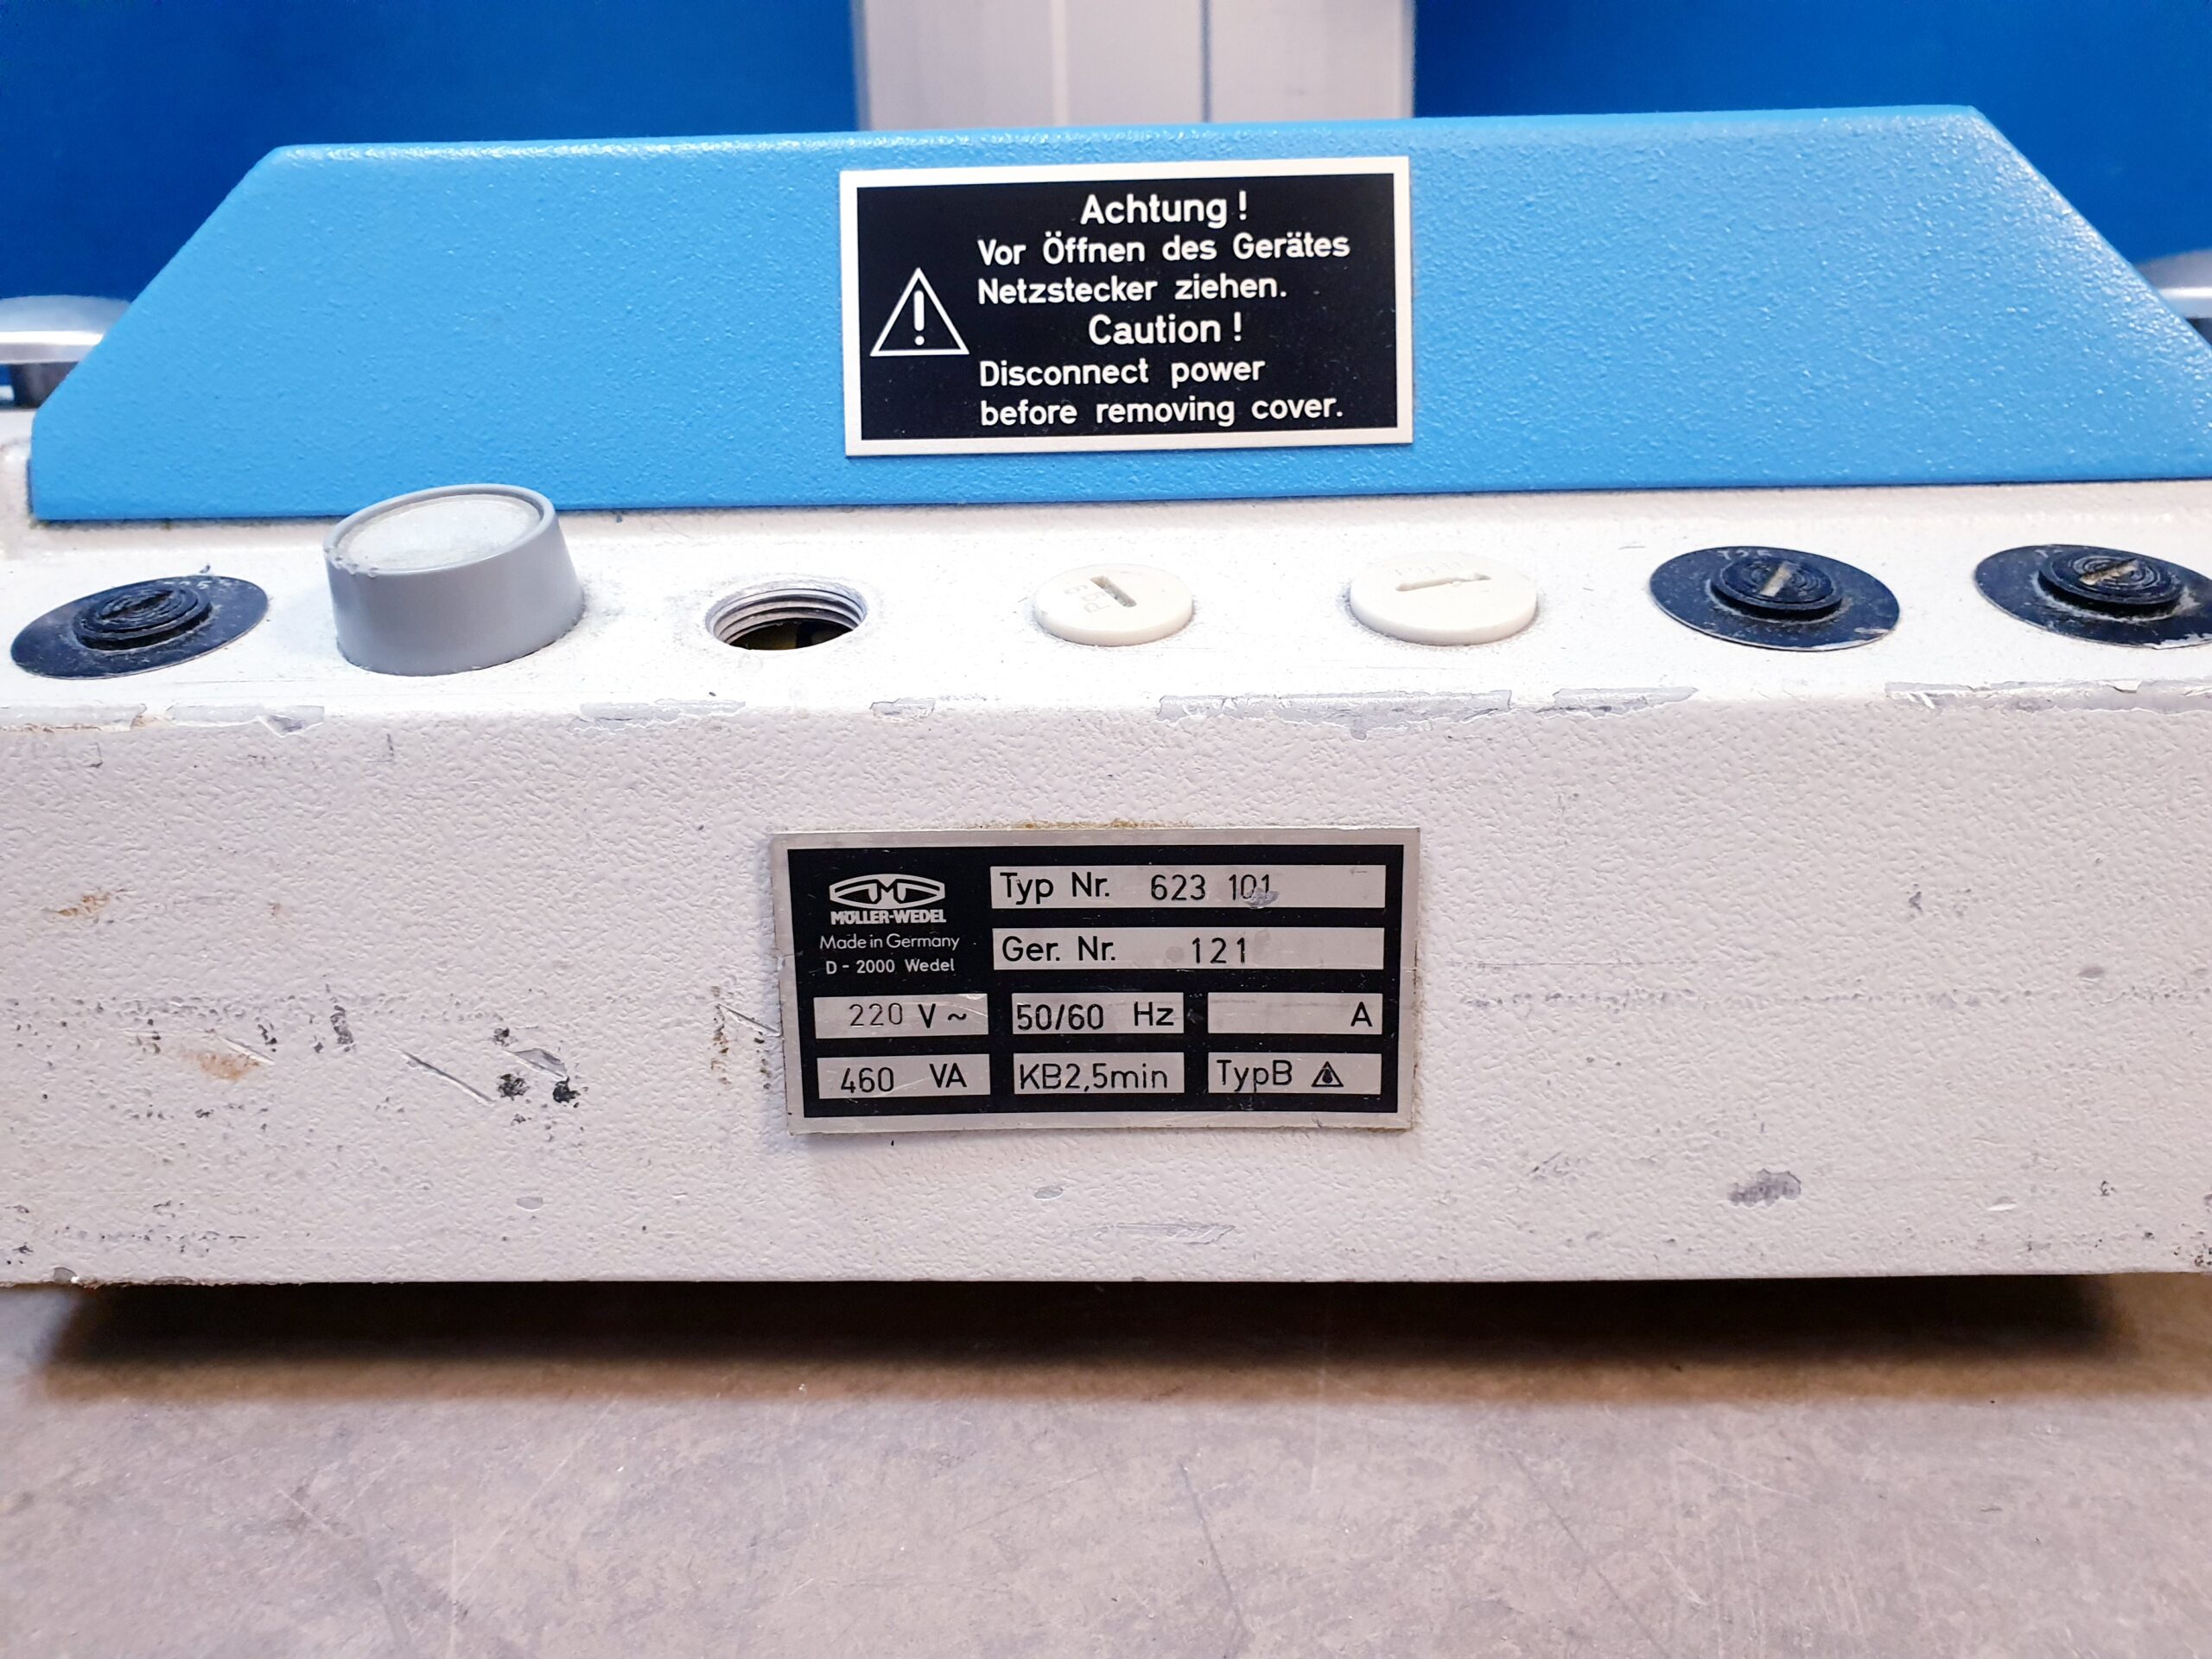 Achtung !
Vor Öffnen des Gerätes
Netzstecker ziehen.
Caution !
Disconnect power
before removing cover.
MÖLLER-WEDEL
Made in Germany
D - 2000 Wedel
Typ Nr. 623 101
Ger. Nr. 121
220 V ~ 50/60 Hz A
460 VA KB2,5min TypB